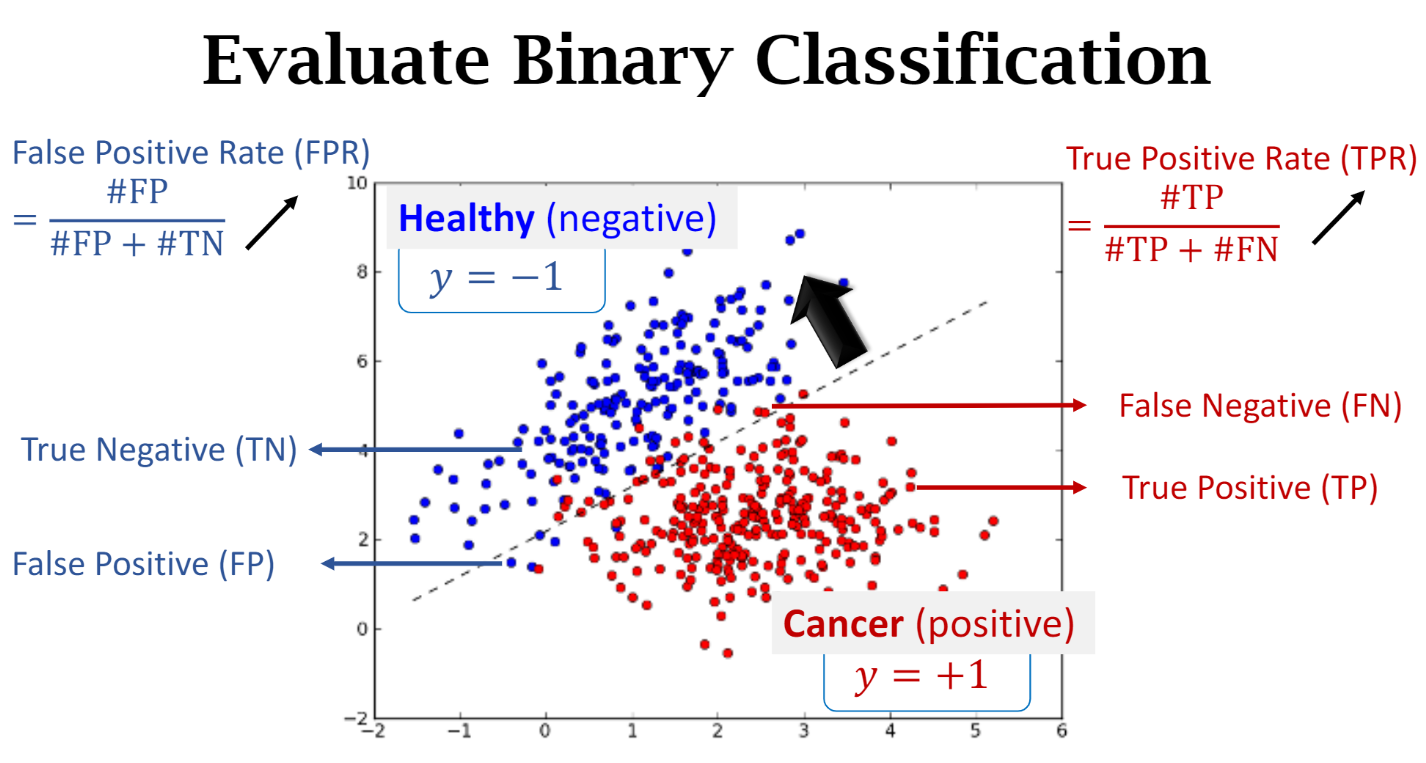 Evaluate Binary Classification
False Positive Rate (FPR)
= #FP / #FP + #TN
True Positive Rate (TPR)
= #TP / #TP + #FN
Healthy (negative)
y = −1
False Negative (FN)
True Negative (TN)
True Positive (TP)
False Positive (FP)
Cancer (positive)
y = +1
10
8
6
4
2
0
−2
−2 −1 0 1 2 3 4 5 6